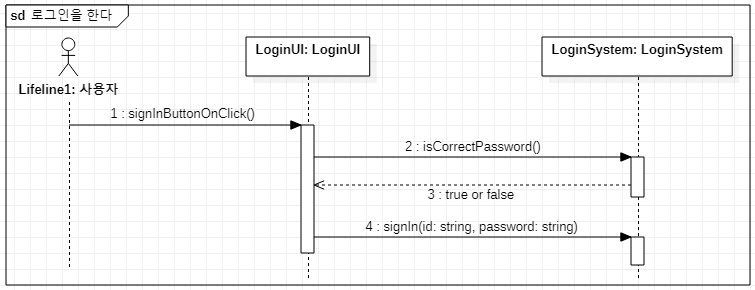 sd 로그인을 한다
LoginUI: LoginUI
LoginSystem: LoginSystem
Lifeline1: 사용자
1 : signInButtonOnClick()
2 : isCorrectPassword()
3 : true or false
4 : signIn(id: string, password: string)